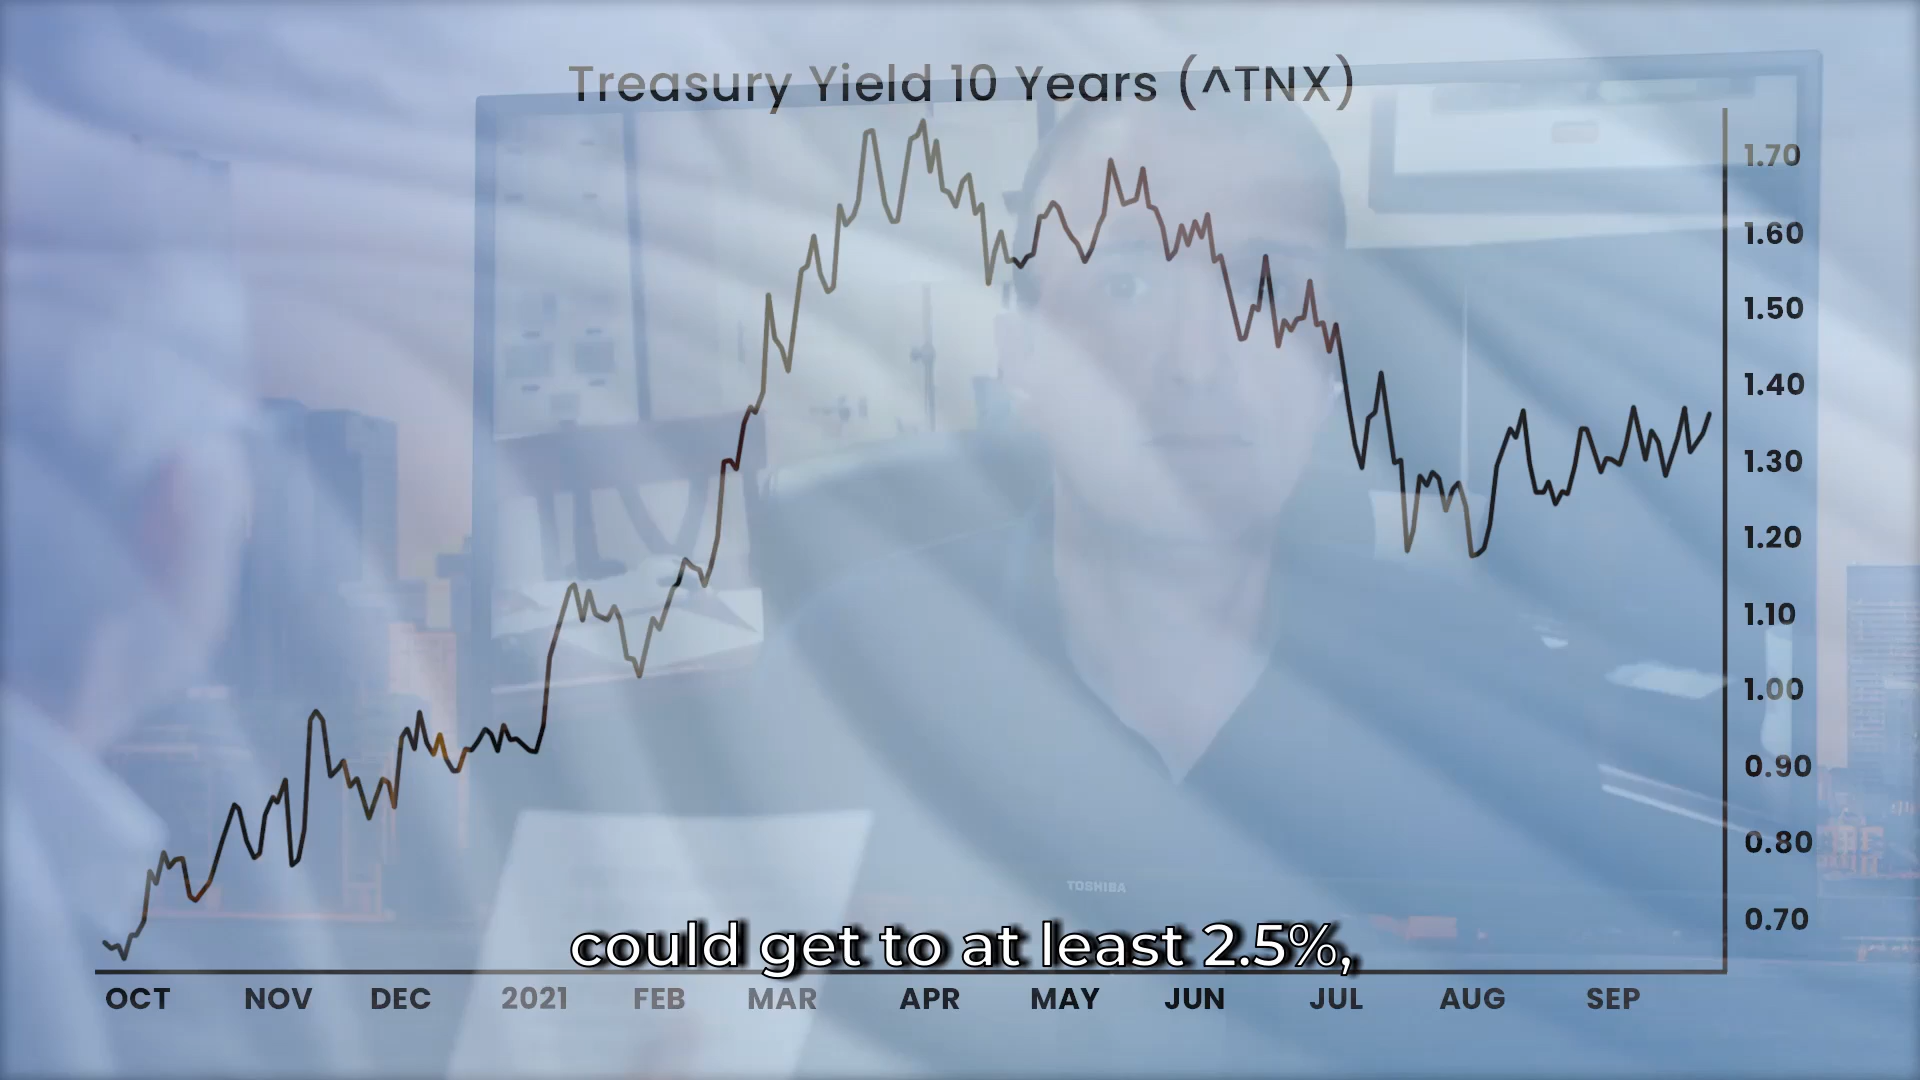 Treasury Yield 10 Years (^TNX)
1.70
1.60
1.50
1.40
1.30
1.20
1.10
1.00
0.90
0.80
0.70
TOSHIBA
could get to at least 2.5%,
OCT NOV DEC 2021 FEB MAR APR MAY JUN JUL AUG SEP